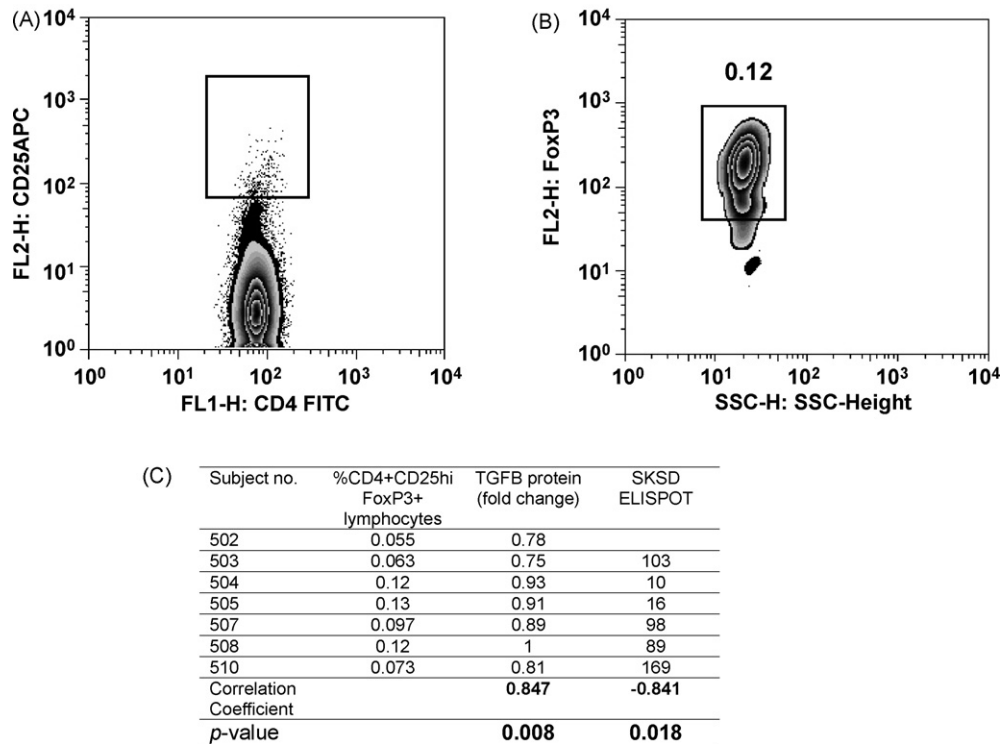 (A)
10⁴
10³
10²
10¹
10⁰
FL2-H: CD25APC
10⁰ 10¹ 10² 10³ 10⁴
FL1-H: CD4 FITC
(B)
0.12
10⁴
10³
10²
10¹
10⁰
FL2-H: FoxP3
10⁰ 10¹ 10² 10³ 10⁴
SSC-H: SSC-Height
(C)
Subject no. %CD4+CD25hi TGFB protein SKSD
FoxP3+ (fold change) ELISPOT
lymphocytes
502 0.055 0.78
503 0.063 0.75 103
504 0.12 0.93 10
505 0.13 0.91 16
507 0.097 0.89 98
508 0.12 1 89
510 0.073 0.81 169
Correlation 0.847 -0.841
Coefficient
p-value 0.008 0.018